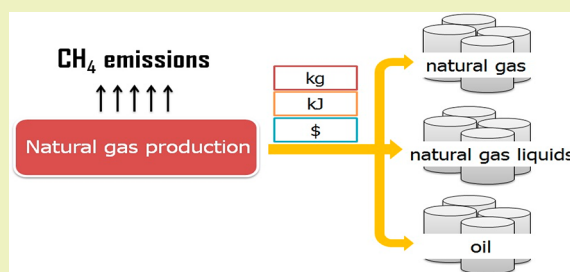 CH₄ emissions
Natural gas production
kg
kJ
$
natural gas
natural gas liquids
oil